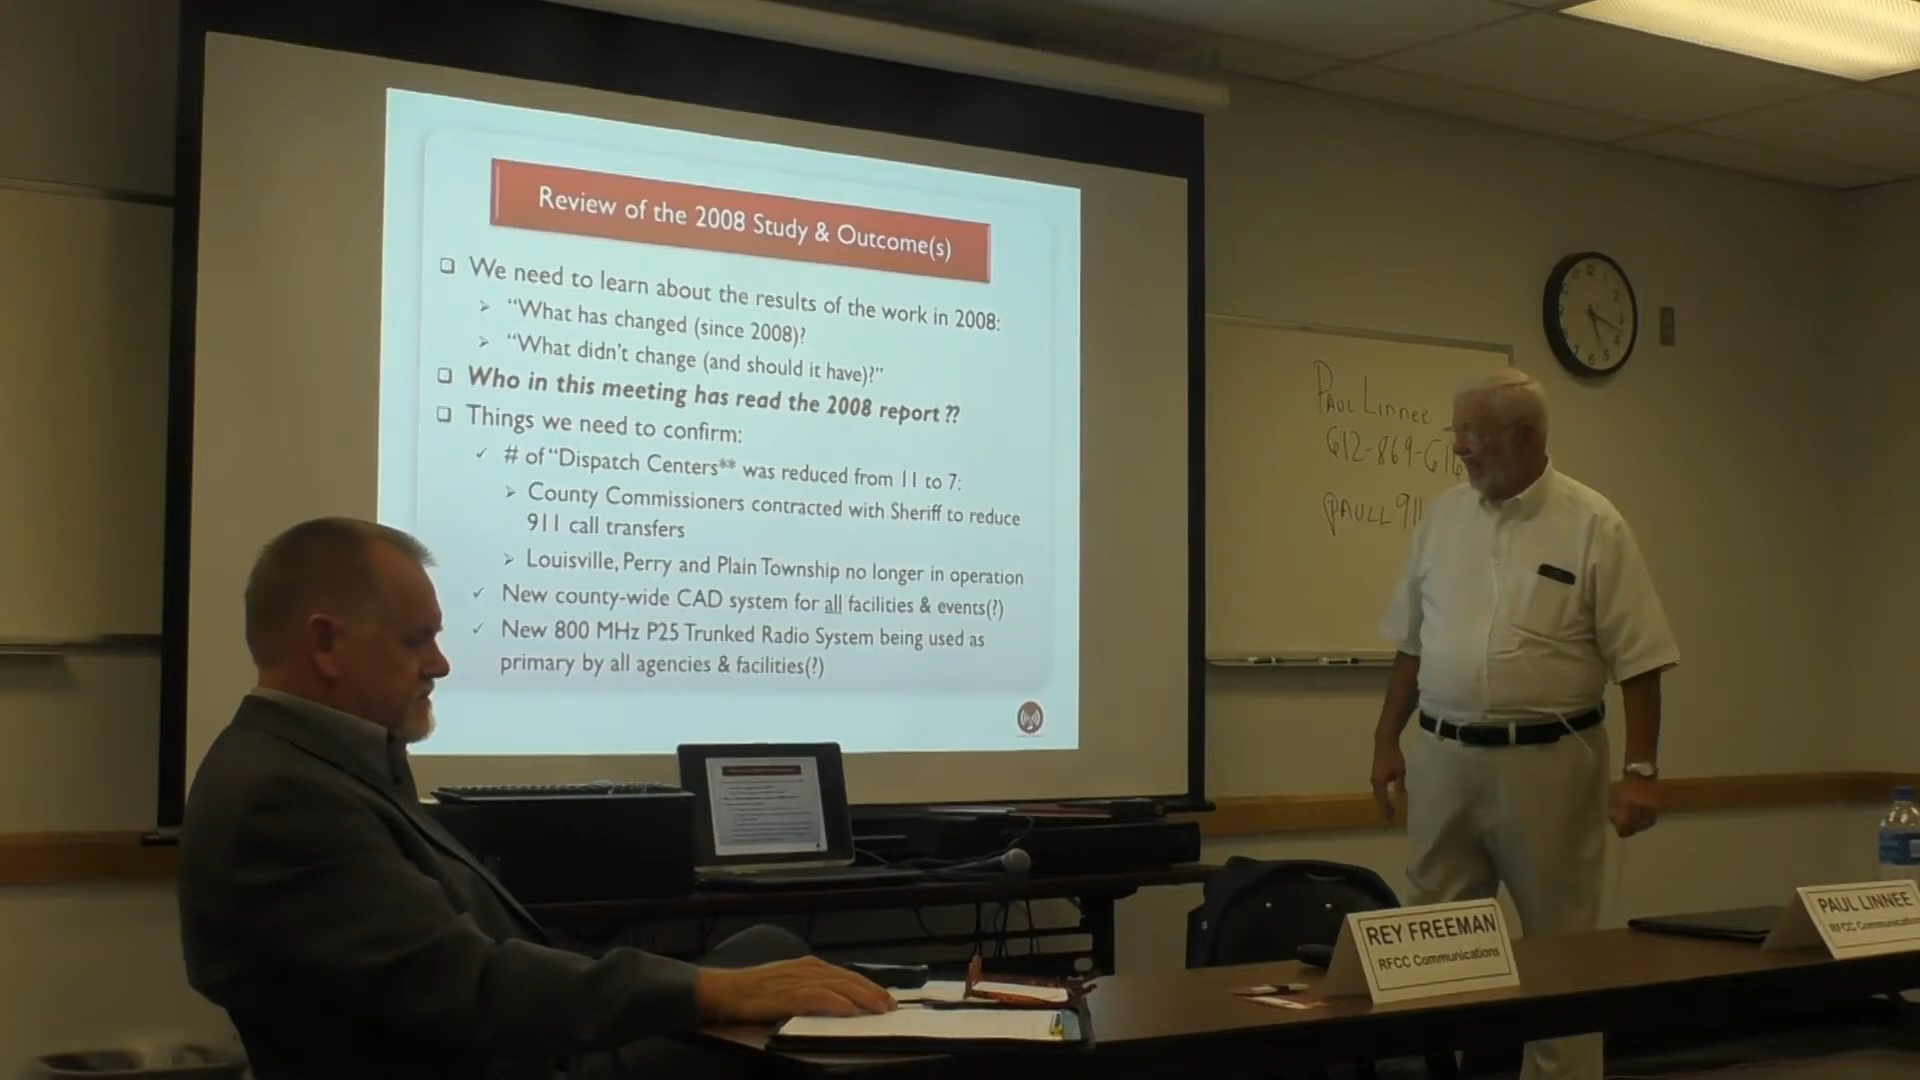 Review of the 2008 Study & Outcome(s)
We need to learn about the results of the work in 2008:
"What has changed (since 2008)?
"What didn't change (and should it have)?"
Who in this meeting has read the 2008 report??
Things we need to confirm:
# of "Dispatch Centers** was reduced from 11 to 7:
County Commissioners contracted with Sheriff to reduce
911 call transfers
Louisville, Perry and Plain Township no longer in operation
New county-wide CAD system for all facilities & events(?)
New 800 MHz P25 Trunked Radio System being used as
primary by all agencies & facilities(?)
Paul Linnee
612-869-
PAULL911
REY FREEMAN
RFCC Communications
PAUL LINNEE
RFCC